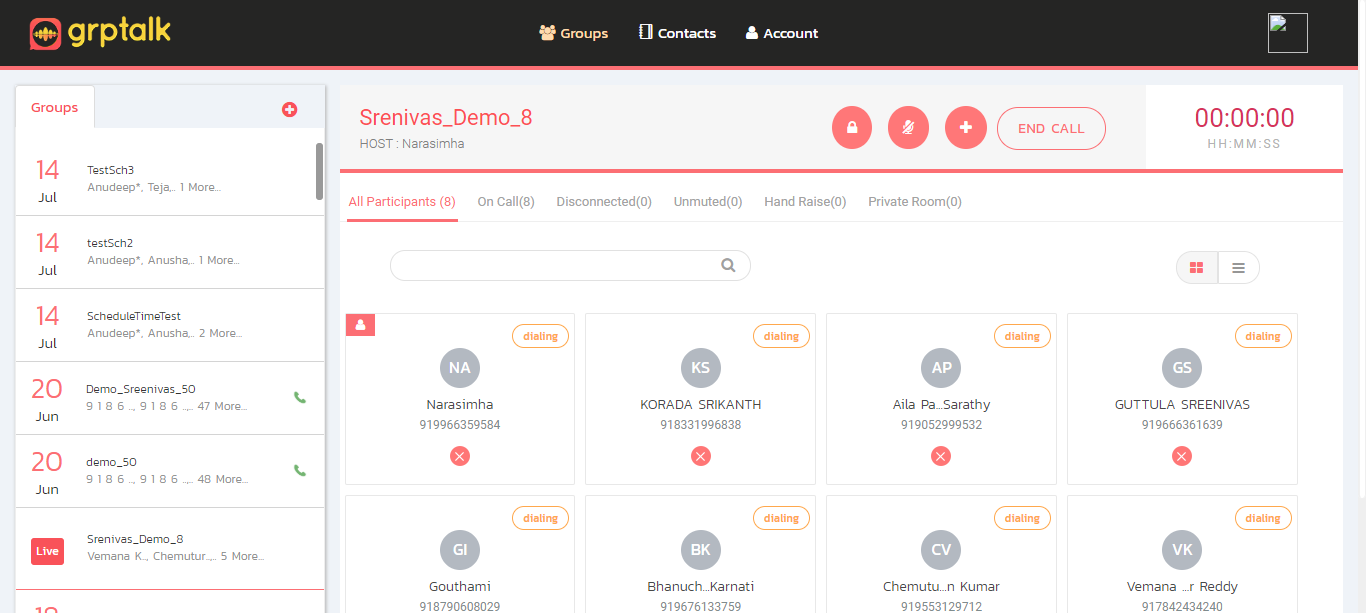 grptalk
Groups
Contacts
Account
Groups
14
Jul
TestSch3
Anudeep*, Teja,.. 1 More...
14
Jul
testSch2
Anudeep*, Anusha,.. 1 More...
14
Jul
ScheduleTimeTest
Anudeep*, Anusha,.. 2 More...
20
Jun
Demo_Sreenivas_50
9 1 8 6 .., 9 1 8 6 ..,.. 47 More...
20
Jun
demo_50
9 1 8 6 .., 9 1 8 6 ..,.. 48 More...
Live
Srenivas_Demo_8
Vemana K.., Chemutur..,.. 5 More...
Srenivas_Demo_8
HOST : Narasimha
END CALL
00:00:00
HH:MM:SS
All Participants (8)
On Call(8)
Disconnected(0)
Unmuted(0)
Hand Raise(0)
Private Room(0)
dialing
NA
Narasimha
919966359584
dialing
KS
KORADA SRIKANTH
918331996838
dialing
AP
Aila Pa...Sarathy
919052999532
dialing
GS
GUTTULA SREENIVAS
919666361639
dialing
GI
Gouthami
918790608029
dialing
BK
Bhanuch...Karnati
919676133759
dialing
CV
Chemutu...n Kumar
919553129712
dialing
VK
Vemana ...r Reddy
917842434240